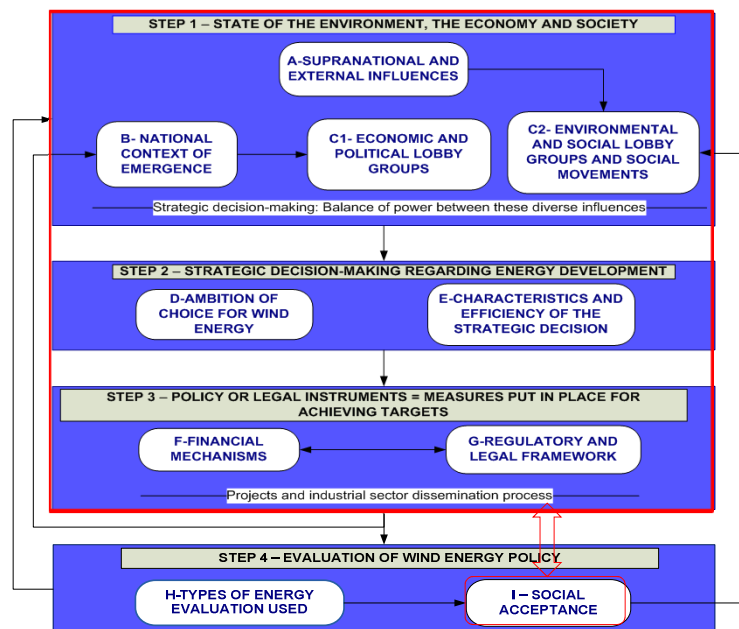 STEP 1 – STATE OF THE ENVIRONMENT, THE ECONOMY AND SOCIETY
A-SUPRANATIONAL AND
EXTERNAL INFLUENCES
B- NATIONAL
CONTEXT OF
EMERGENCE
C1- ECONOMIC AND
POLITICAL LOBBY
GROUPS
C2- ENVIRONMENTAL
AND SOCIAL LOBBY
GROUPS AND SOCIAL
MOVEMENTS
Strategic decision-making: Balance of power between these diverse influences
STEP 2 – STRATEGIC DECISION-MAKING REGARDING ENERGY DEVELOPMENT
D-AMBITION OF
CHOICE FOR WIND
ENERGY
E-CHARACTERISTICS AND
EFFICIENCY OF THE
STRATEGIC DECISION
STEP 3 – POLICY OR LEGAL INSTRUMENTS = MEASURES PUT IN PLACE FOR
ACHIEVING TARGETS
F-FINANCIAL
MECHANISMS
G-REGULATORY AND
LEGAL FRAMEWORK
Projects and industrial sector dissemination process
STEP 4 – EVALUATION OF WIND ENERGY POLICY
H-TYPES OF ENERGY
EVALUATION USED
I – SOCIAL
ACCEPTANCE